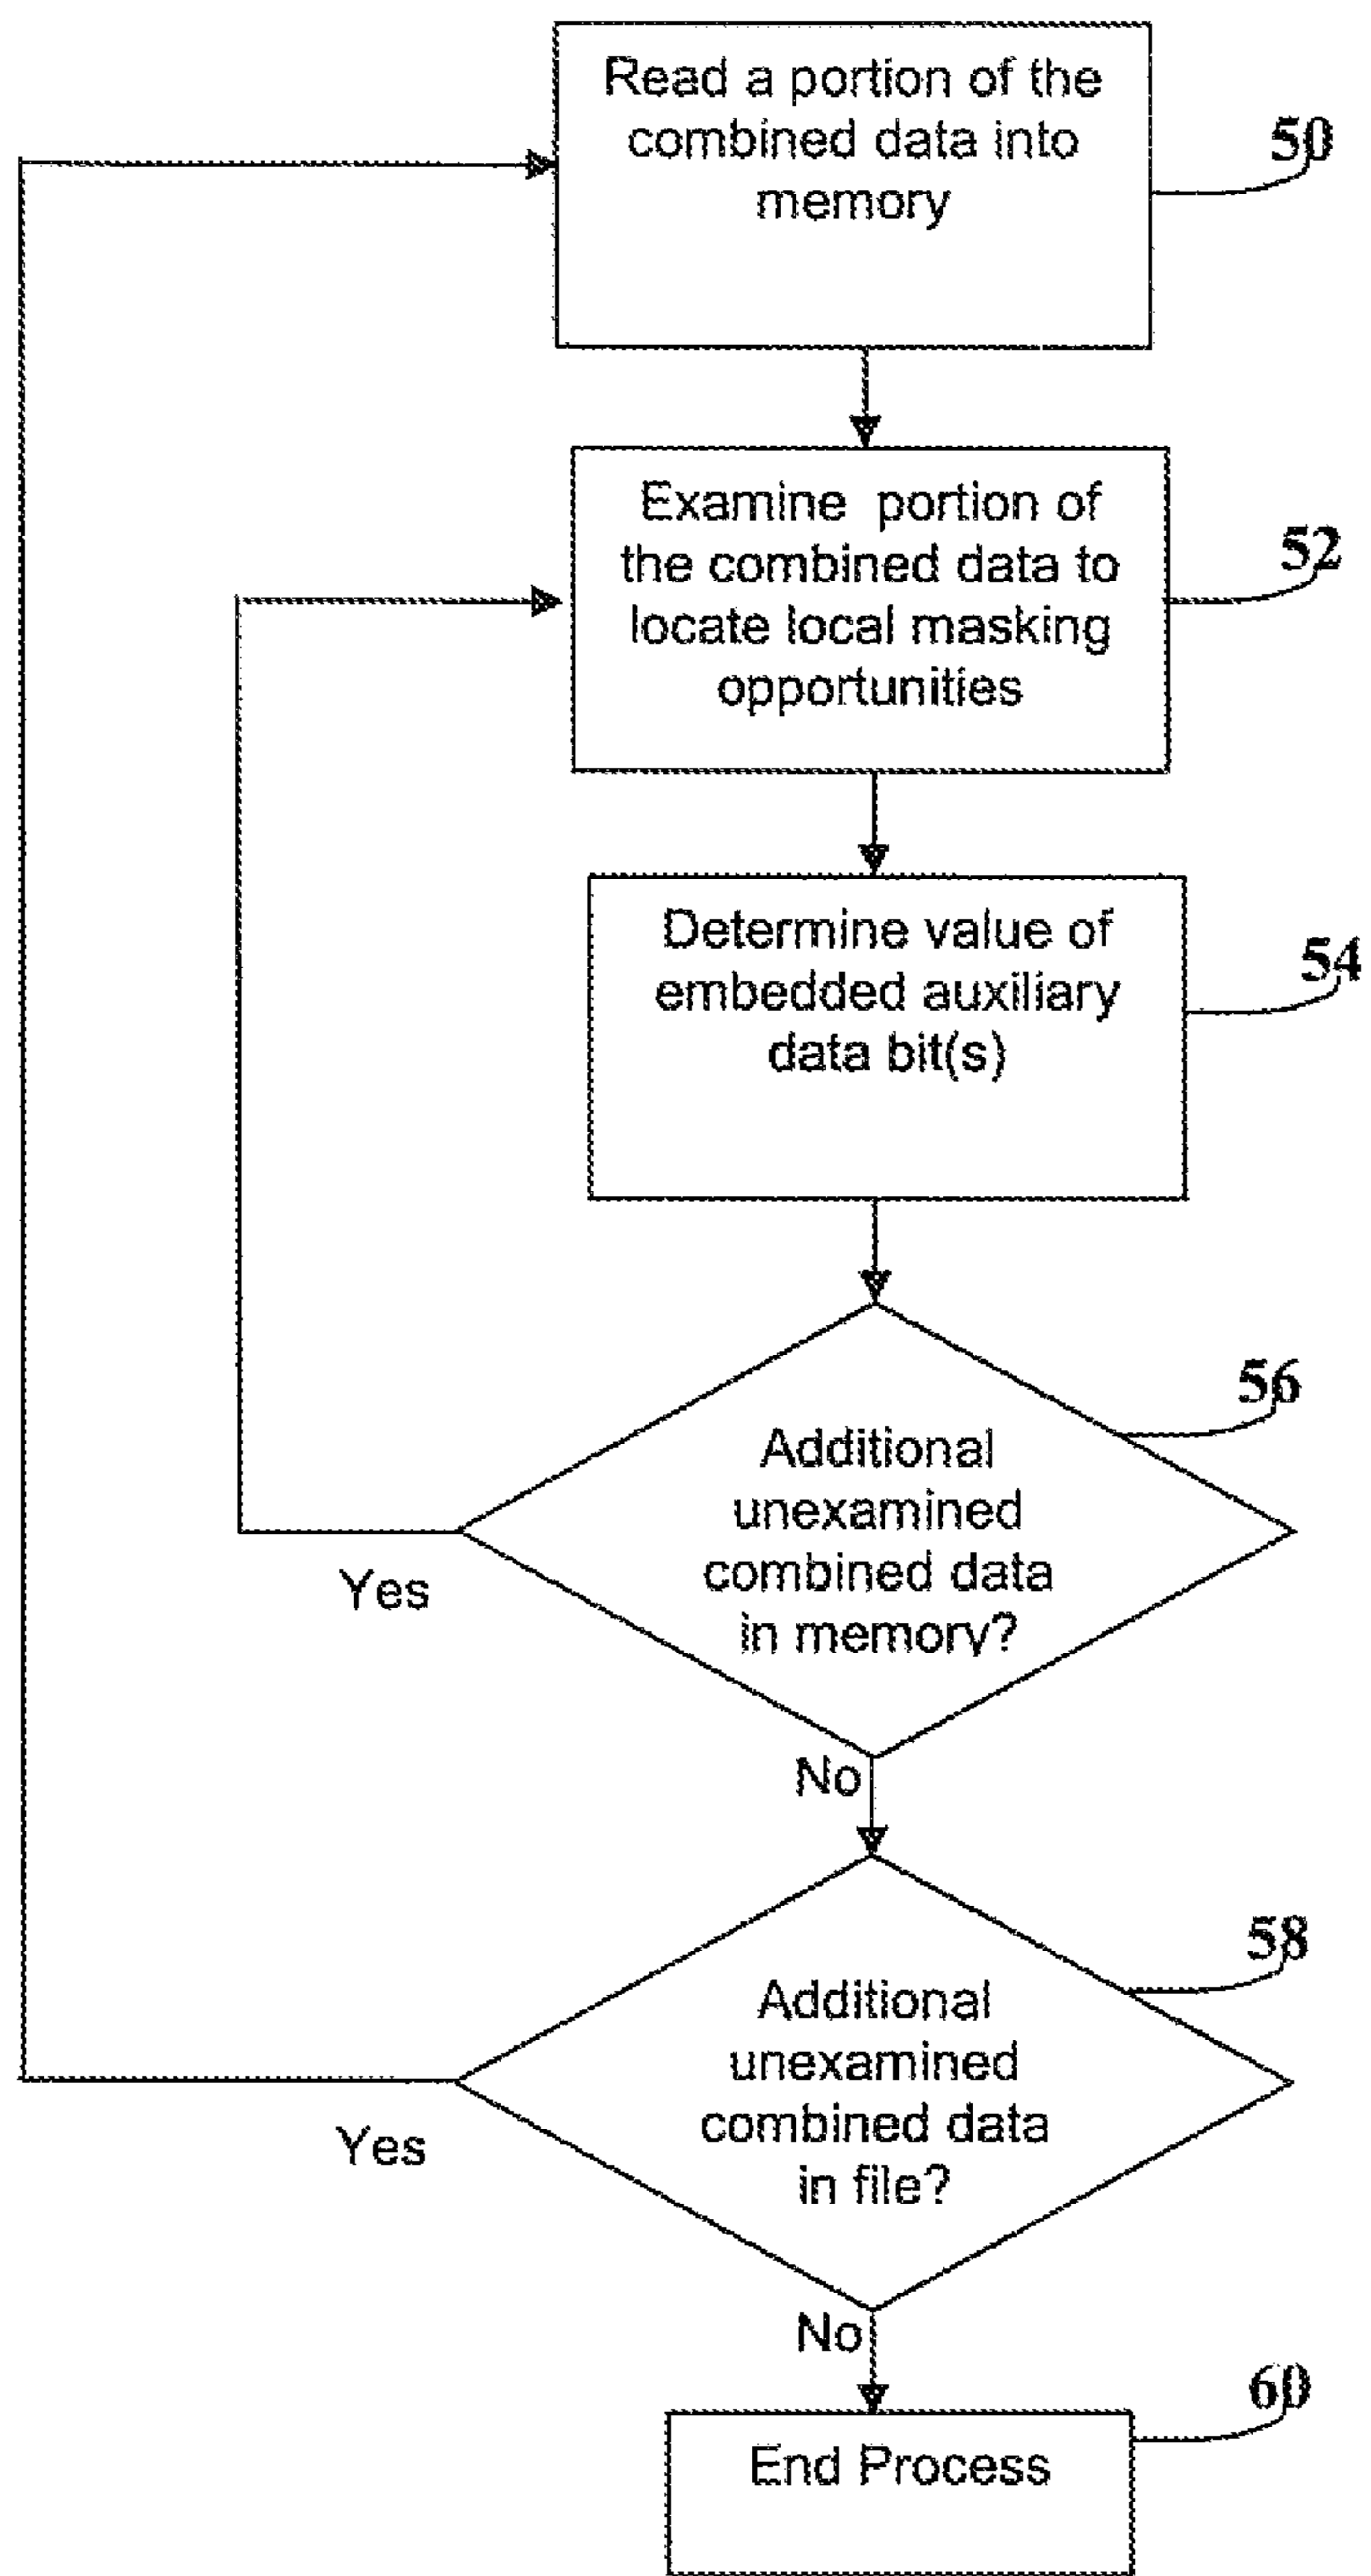 Read a portion of the
combined data into
memory
50
Examine portion of
the combined data to
locate local masking
opportunities
52
Determine value of
embedded auxiliary
data bit(s)
54
56
Additional
unexamined
combined data
in memory?
Yes
No
58
Additional
unexamined
combined data
in file?
Yes
No
60
End Process